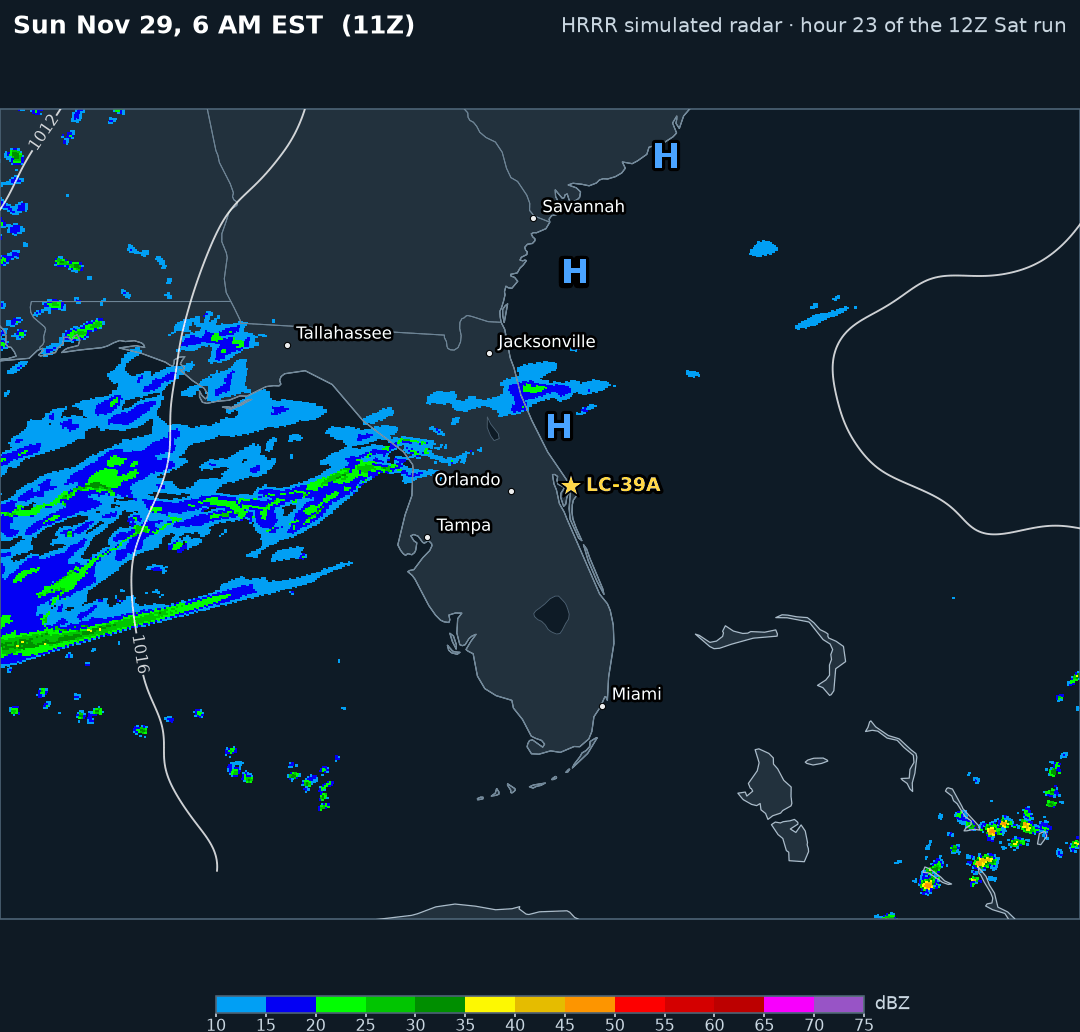 Sun Nov 29, 6 AM EST (11Z)
HRRR simulated radar · hour 23 of the 12Z Sat run
1012
H
Savannah
H
Tallahassee
Jacksonville
H
Orlando
LC-39A
Tampa
1016
Miami
dBZ
10 15 20 25 30 35 40 45 50 55 60 65 70 75